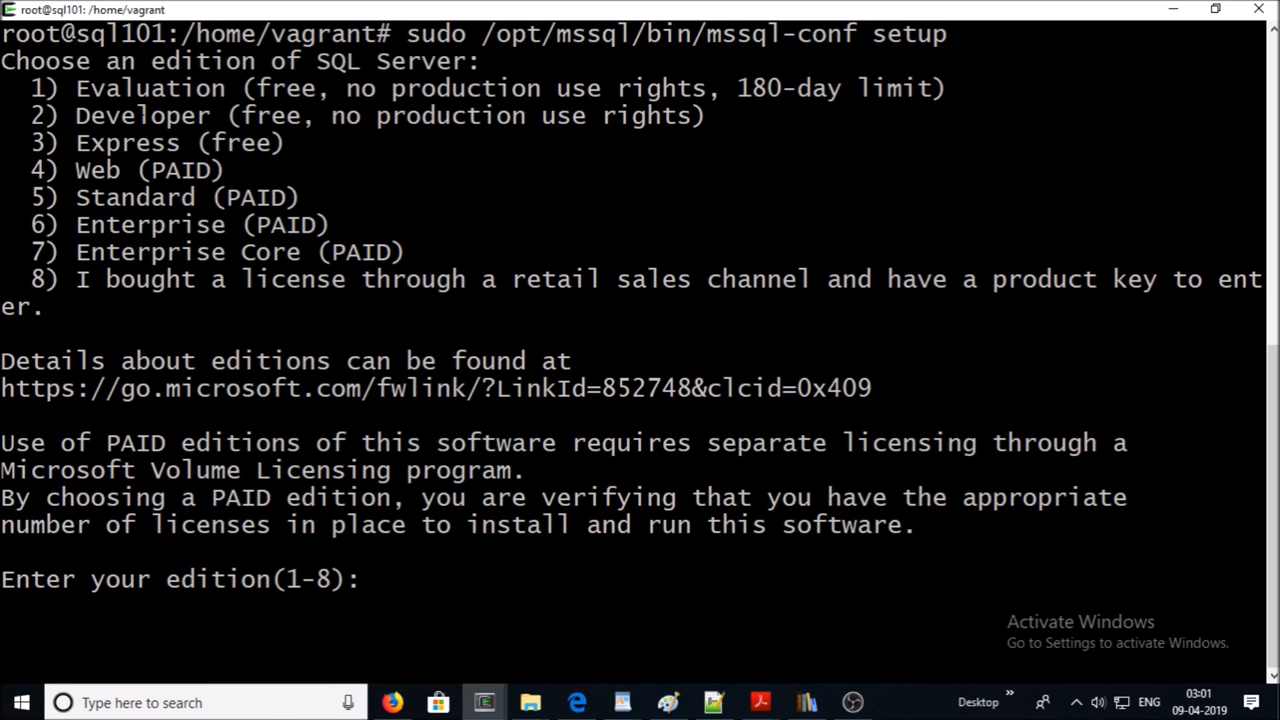 root@sql101: /home/vagrant
root@sql101:/home/vagrant# sudo /opt/mssql/bin/mssql-conf setup
Choose an edition of SQL Server:
1) Evaluation (free, no production use rights, 180-day limit)
2) Developer (free, no production use rights)
3) Express (free)
4) Web (PAID)
5) Standard (PAID)
6) Enterprise (PAID)
7) Enterprise Core (PAID)
8) I bought a license through a retail sales channel and have a product key to ent
er.
Details about editions can be found at
https://go.microsoft.com/fwlink/?LinkId=852748&clcid=0x409
Use of PAID editions of this software requires separate licensing through a
Microsoft Volume Licensing program.
By choosing a PAID edition, you are verifying that you have the appropriate
number of licenses in place to install and run this software.
Enter your edition(1-8):
Activate Windows
Go to Settings to activate Windows.
Type here to search
Desktop
ENG
03:01
09-04-2019